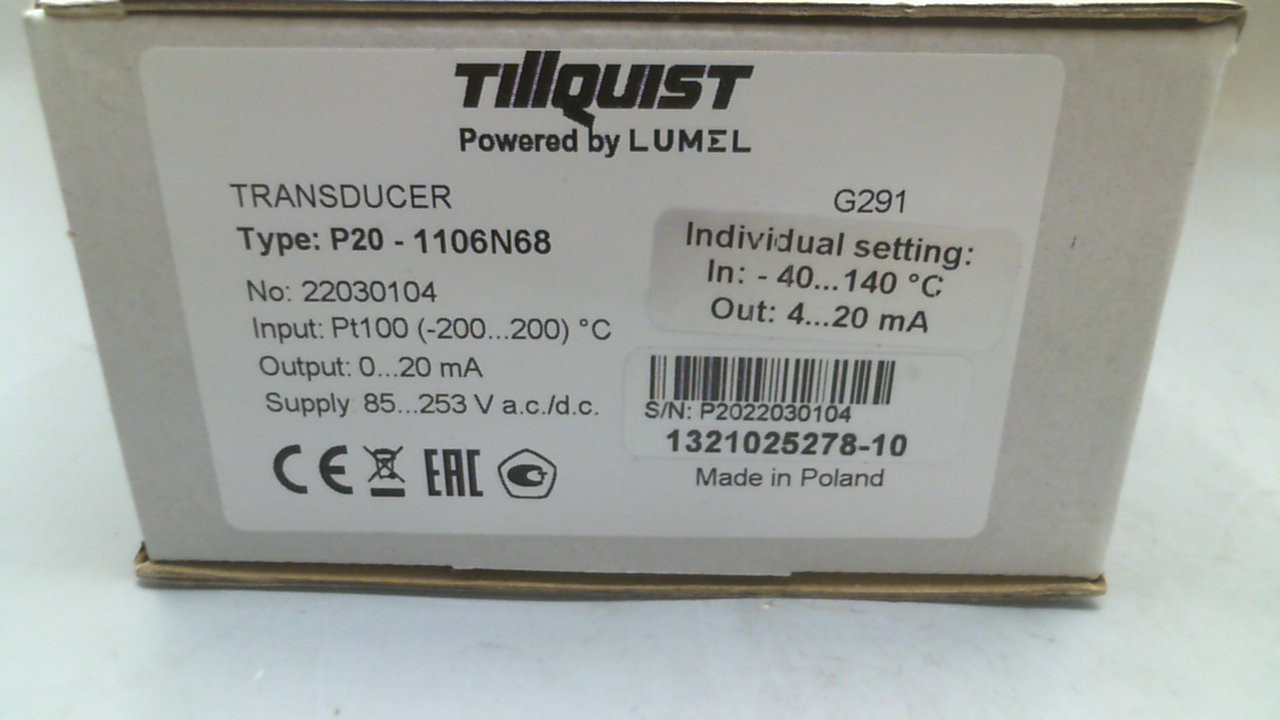 TILLQUIST
Powered by LUMEL
TRANSDUCER
G291
Type: P20 - 1106N68
Individual setting:
In: - 40...140 °C
Out: 4...20 mA
No: 22030104
Input: Pt100 (-200...200) °C
Output: 0...20 mA
Supply 85...253 V a.c./d.c.
S/N: P2022030104
1321025278-10
Made in Poland
CE
EAC